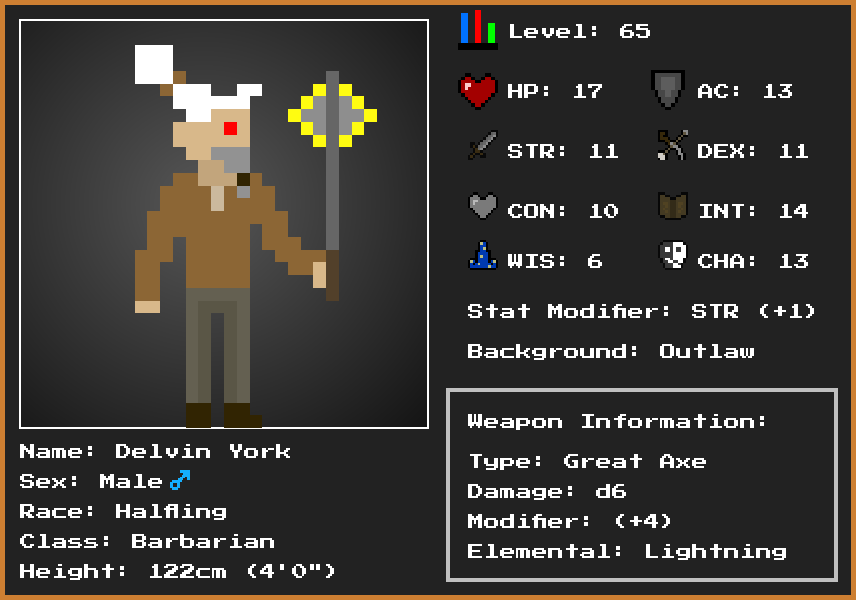 Level: 65
HP: 17
AC: 13
STR: 11
DEX: 11
CON: 10
INT: 14
WIS: 6
CHA: 13
Stat Modifier: STR (+1)
Background: Outlaw
Weapon Information:
Type: Great Axe
Damage: d6
Modifier: (+4)
Elemental: Lightning
Name: Delvin York
Sex: Male♂
Race: Halfling
Class: Barbarian
Height: 122cm (4'0")